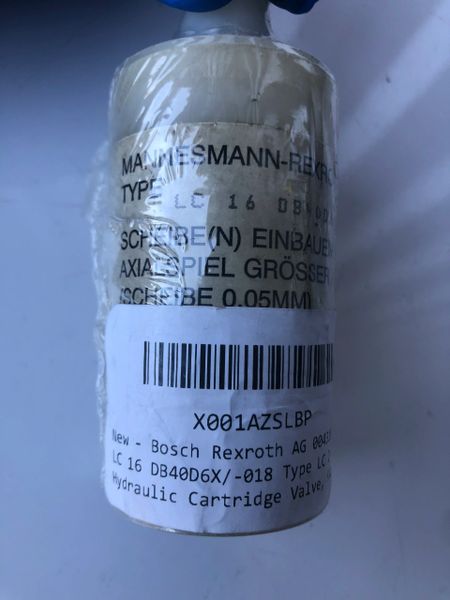 MANNESMANN-REXRO
TYPE
LC 16 DB40D
SCHEIBE(N) EINBAUEN
AXIALSPIEL GRÖSSER
(SCHEIBE 0.05MM)
X001AZSLBP
New - Bosch Rexroth AG
LC 16 DB40D6X/-018 Type LC
Hydraulic Cartridge Valve,